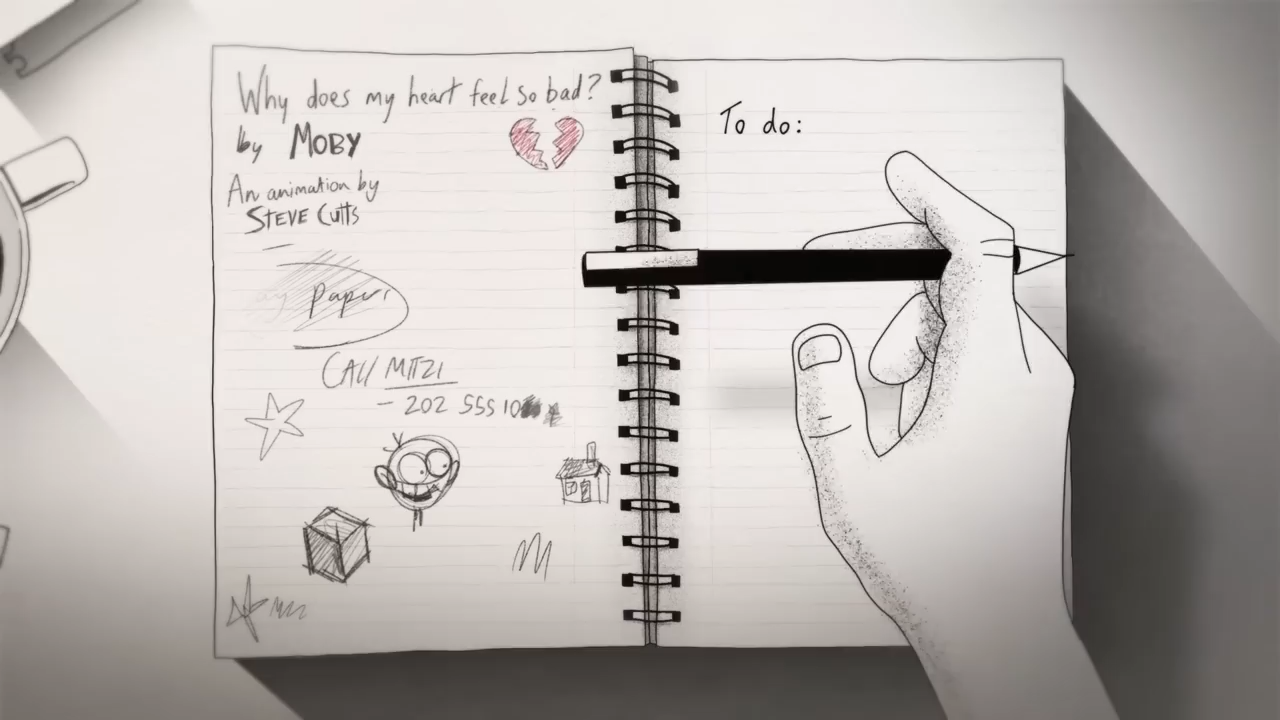 Why does my heart feel so bad?
by MOBY
An animation by
STEVE CUTTS
paper
CAll MITZI
- 202 555 10
To do: